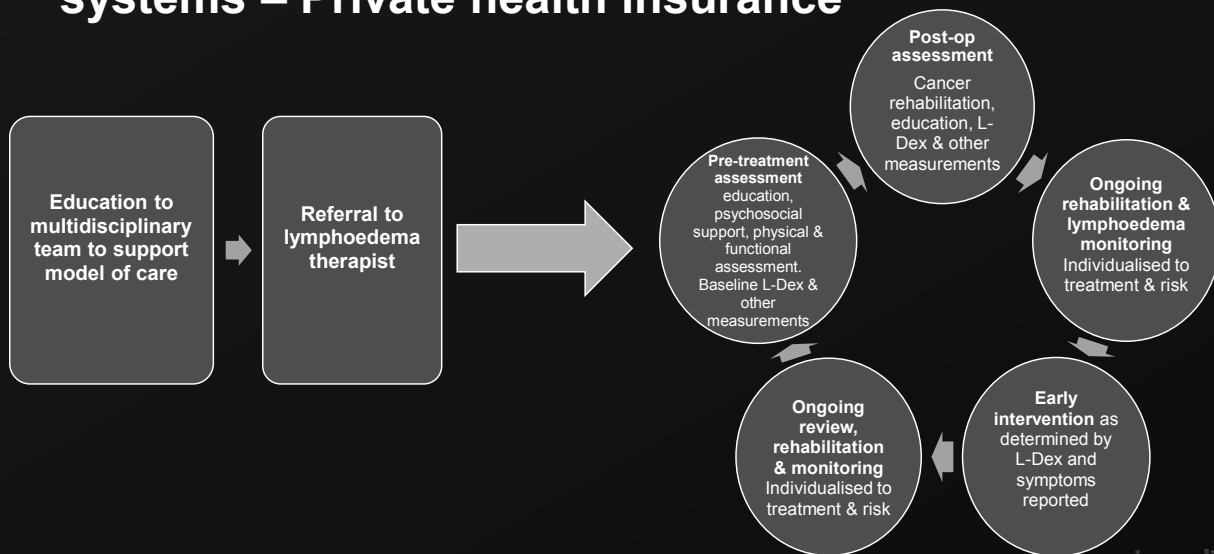 systems – Private health insurance
Education to
multidisciplinary
team to support
model of care
Referral to
lymphoedema
therapist
Pre-treatment
assessment
education,
psychosocial
support, physical &
functional
assessment.
Baseline L-Dex &
other
measurements
Post-op
assessment
Cancer
rehabilitation,
education, L-
Dex & other
measurements
Ongoing
rehabilitation &
lymphoedema
monitoring
Individualised to
treatment & risk
Early
intervention as
determined by
L-Dex and
symptoms
reported
Ongoing
review,
rehabilitation
& monitoring
Individualised to
treatment & risk